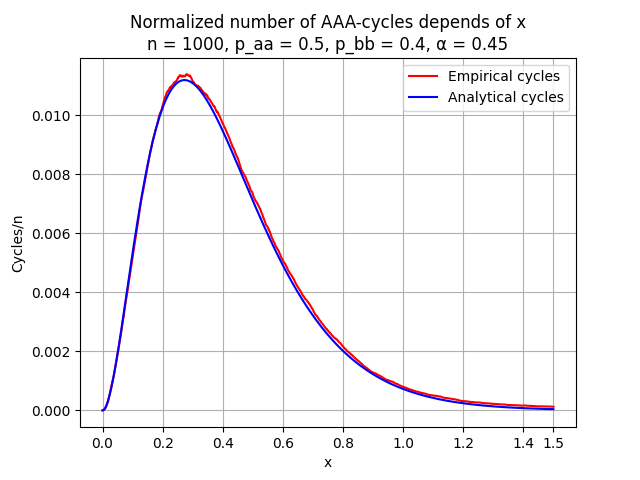 Normalized number of AAA-cycles depends of x
n = 1000, p_aa = 0.5, p_bb = 0.4, α = 0.45
Empirical cycles
Analytical cycles
Cycles/n
0.010
0.008
0.006
0.004
0.002
0.000
0.0 0.2 0.4 0.6 0.8 1.0 1.2 1.4 1.5
x